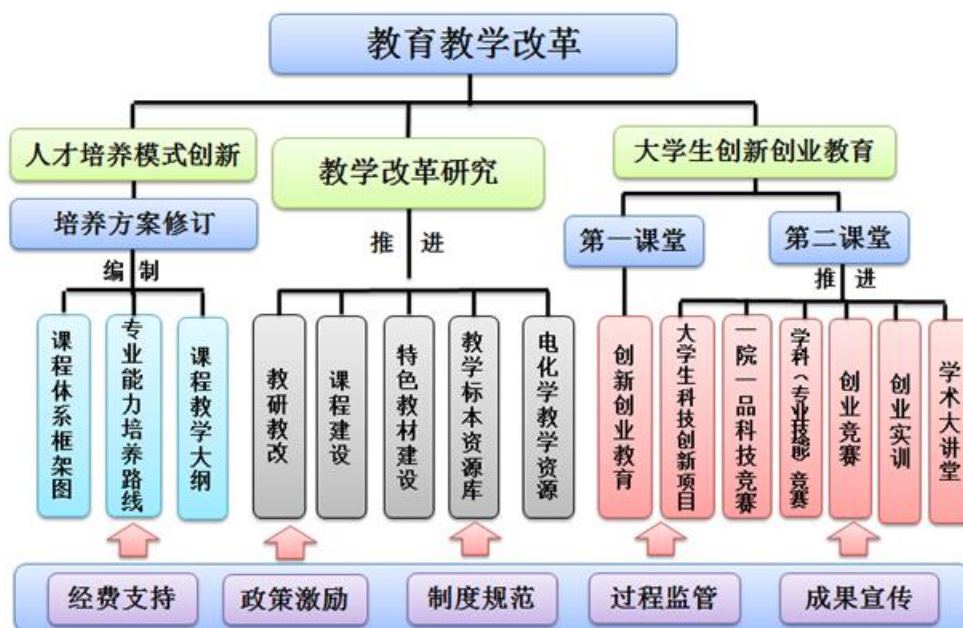 教育教学改革
人才培养模式创新
教学改革研究
大学生创新创业教育
培养方案修订
第一课堂
第二课堂
编制
推进
推进
课程体系框架图
专业能力培养路线
课程教学大纲
教研教改
课程建设
特色教材建设
教学标本资源库
电化学教学资源
创新创业教育
大学生科技创新项目
一院一品科技竞赛
学科（专业技能）竞赛
创业竞赛
创业实训
学术大讲堂
经费支持
政策激励
制度规范
过程监管
成果宣传